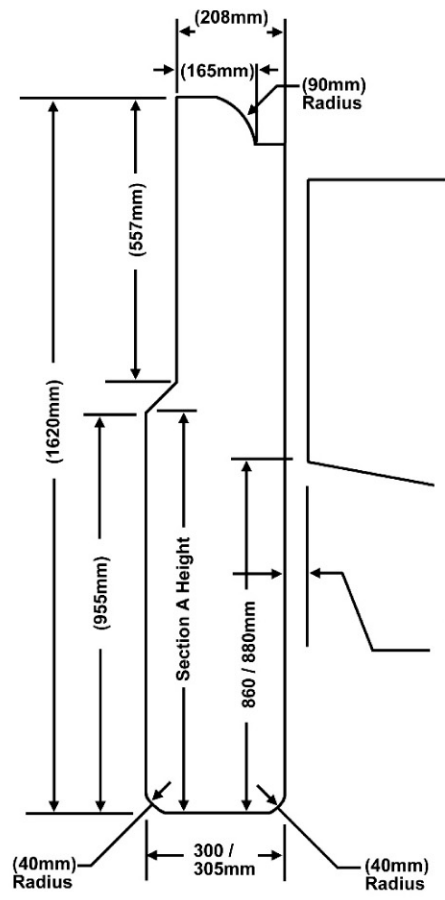 (208mm)
(165mm)
(90mm)
Radius
(557mm)
(1620mm)
(955mm)
Section A Height
860 / 880mm
300 /
305mm
(40mm)
Radius
(40mm)
Radius